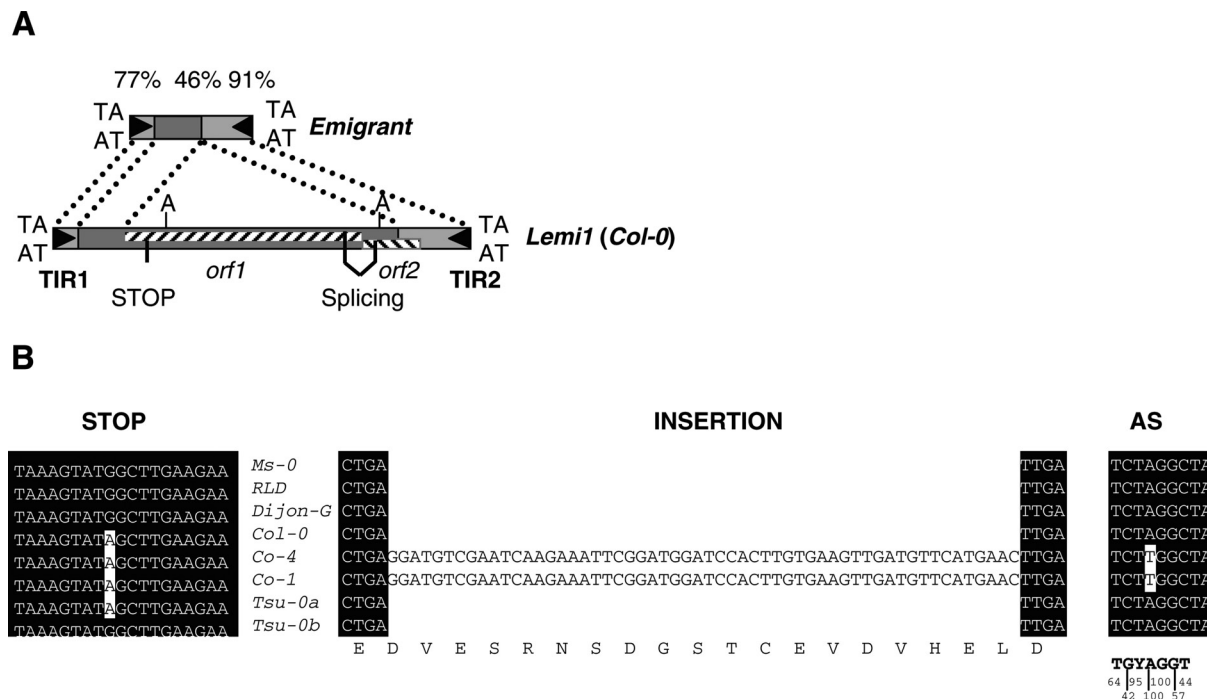 A
77% 46% 91%
TA TA
AT AT Emigrant
A A
TA TA
AT AT Lemi1 (Col-0)
TIR1 orf1 orf2 TIR2
STOP Splicing
B
STOP INSERTION AS
TAAAGTATGGCTTGAAGAA Ms-0 CTGA TTGA TCTAGGCTA
TAAAGTATGGCTTGAAGAA RLD CTGA TTGA TCTAGGCTA
TAAAGTATGGCTTGAAGAA Dijon-G CTGA TTGA TCTAGGCTA
TAAAGTATAGCTTGAAGAA Col-0 CTGA TTGA TCTAGGCTA
TAAAGTATAGCTTGAAGAA Co-4 CTGAGGATGTCGAATCAAGAAATTCGGATGGATCCACTTGTGAAGTTGATGTTCATGAACTTGA TCTTGGCTA
TAAAGTATAGCTTGAAGAA Co-1 CTGAGGATGTCGAATCAAGAAATTCGGATGGATCCACTTGTGAAGTTGATGTTCATGAACTTGA TCTTGGCTA
TAAAGTATAGCTTGAAGAA Tsu-0a CTGA TTGA TCTAGGCTA
TAAAGTATGGCTTGAAGAA Tsu-0b CTGA TTGA TCTAGGCTA
E D V E S R N S D G S T C E V D V H E L D
TGYAGGT
64 95 100 44
42 100 57